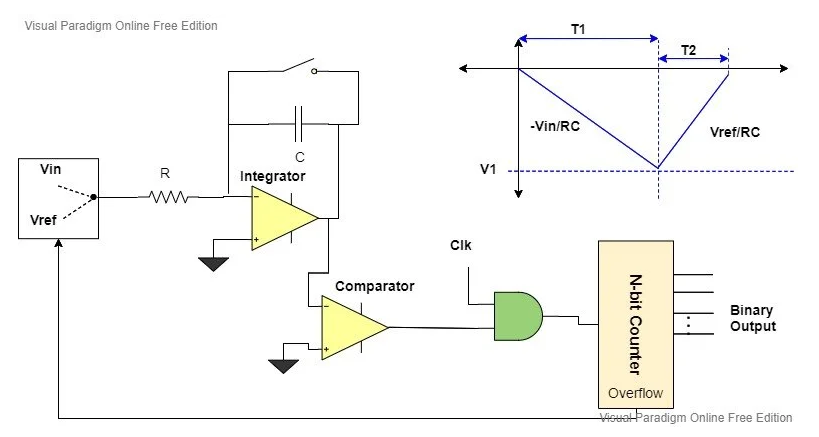 Visual Paradigm Online Free Edition
T1
T2
-Vin/RC
Vref/RC
V1
C
Vin
R
Integrator
Vref
-
+
Clk
Comparator
-
+
N-bit Counter
Binary
Output
Overflow
Visual Paradigm Online Free Edition